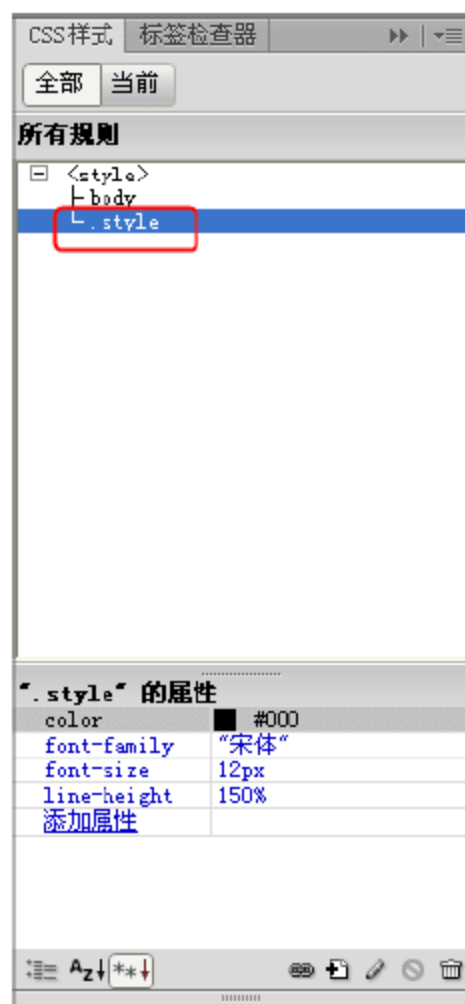 CSS样式 标签检查器
全部 当前
所有规则
<style>
body
.style
".style" 的属性
color #000
font-family "宋体"
font-size 12px
line-height 150%
添加属性
Az **